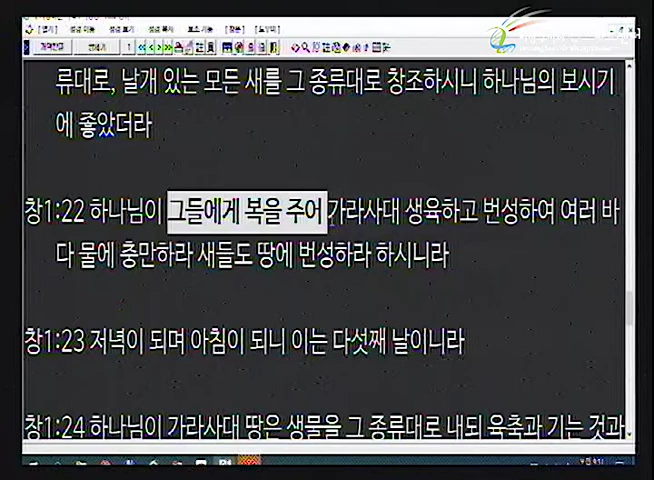 류대로, 날개 있는 모든 새를 그 종류대로 창조하시니 하나님의 보시기
에 좋았더라
창1:22 하나님이 그들에게 복을 주어 가라사대 생육하고 번성하여 여러 바
다 물에 충만하라 새들도 땅에 번성하라 하시니라
창1:23 저녁이 되며 아침이 되니 이는 다섯째 날이니라
창1:24 하나님이 가라사대 땅은 생물을 그 종류대로 내되 육축과 기는 것과